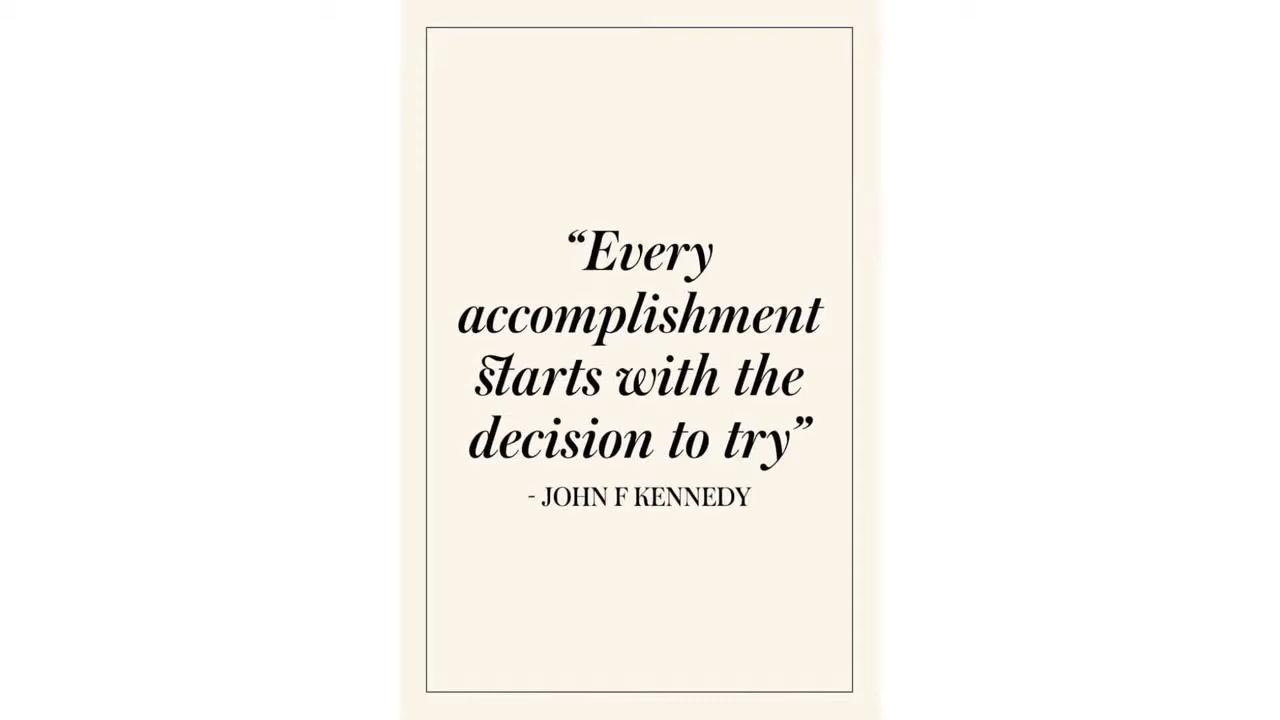 “Every
accomplishment
starts with the
decision to try”
- JOHN F KENNEDY